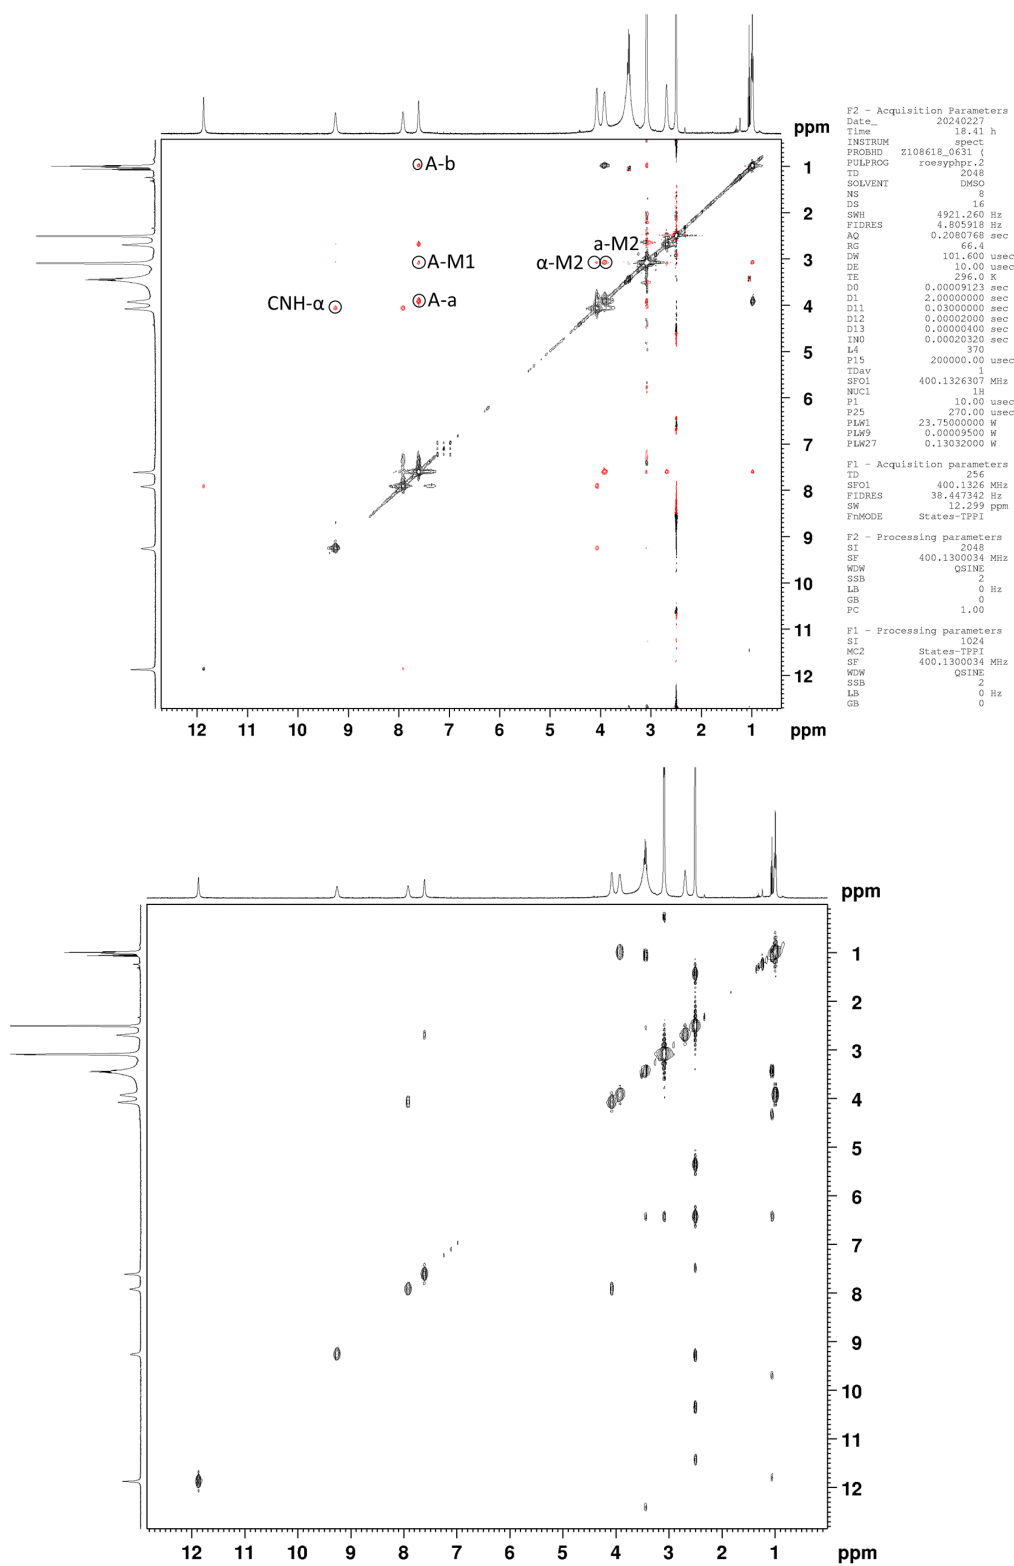 ppm
F2 - Acquisition Parameters
Date_ 20240227
Time 18.41 h
INSTRUM spect
PROBHD Z108618_0631 (
PULPROG roesyphpr.2
TD 2048
SOLVENT DMSO
NS 8
DS 16
SWH 4921.260 Hz
FIDRES 4.805918 Hz
AQ 0.2080768 sec
RG 66.4
DW 101.600 usec
DE 10.00 usec
TE 296.0 K
D0 0.00009123 sec
D1 2.00000000 sec
D11 0.03000000 sec
D12 0.00002000 sec
D13 0.00000400 sec
IN0 0.00020320 sec
L4 370
P15 200000.00 usec
TDav 1
SFO1 400.1326307 MHz
NUC1 1H
P1 10.00 usec
P25 270.00 usec
PLW1 23.75000000 W
PLW9 0.00009500 W
PLW27 0.13032000 W
F1 - Acquisition parameters
TD 256
SFO1 400.1326 MHz
FIDRES 38.447342 Hz
SW 12.299 ppm
FnMODE States-TPPI
F2 - Processing parameters
SI 2048
SF 400.1300034 MHz
WDW QSINE
SSB 2
LB 0 Hz
GB 0
PC 1.00
F1 - Processing parameters
SI 1024
MC2 States-TPPI
SF 400.1300034 MHz
WDW QSINE
SSB 2
LB 0 Hz
GB 0
A-b
a-M2
A-M1
α-M2
CNH-α
A-a
1
2
3
4
5
6
7
8
9
10
11
12
12 11 10 9 8 7 6 5 4 3 2 1 ppm
ppm
1
2
3
4
5
6
7
8
9
10
11
12
12 11 10 9 8 7 6 5 4 3 2 1 ppm